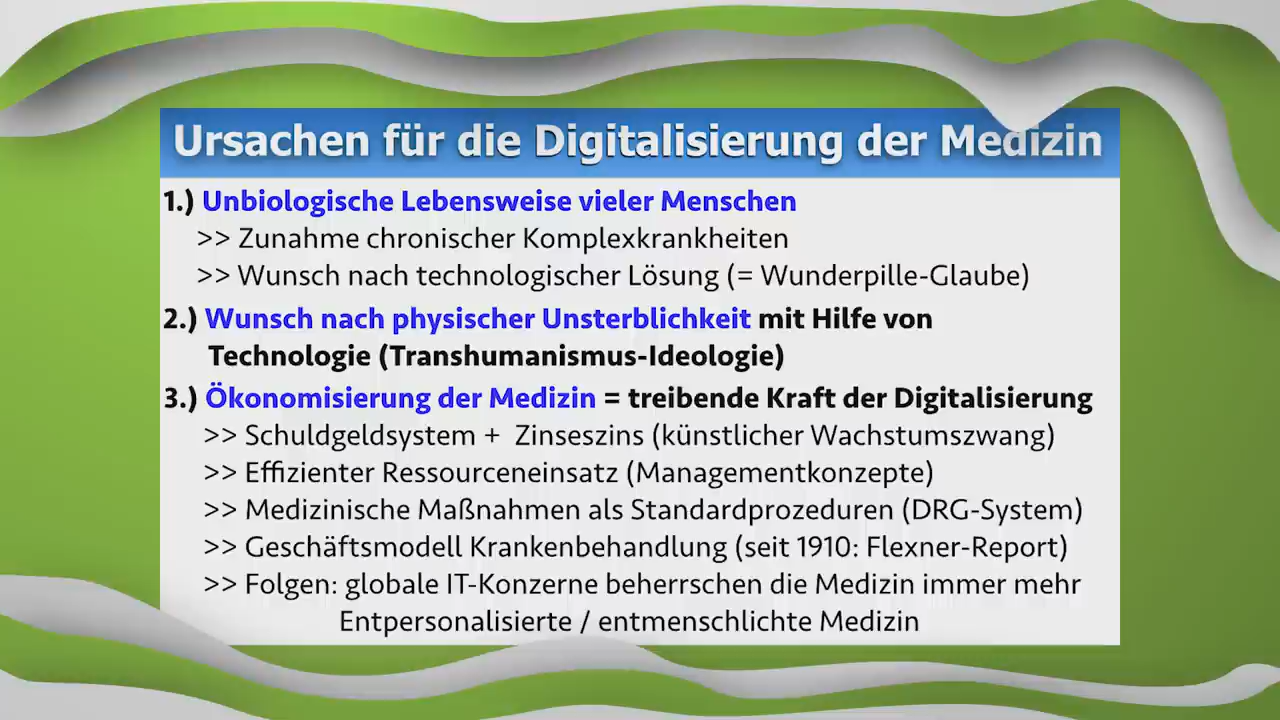 Ursachen für die Digitalisierung der Medizin
1.) Unbiologische Lebensweise vieler Menschen
>> Zunahme chronischer Komplexkrankheiten
>> Wunsch nach technologischer Lösung (= Wunderpille-Glaube)
2.) Wunsch nach physischer Unsterblichkeit mit Hilfe von
Technologie (Transhumanismus-Ideologie)
3.) Ökonomisierung der Medizin = treibende Kraft der Digitalisierung
>> Schuldgeldsystem + Zinseszins (künstlicher Wachstumszwang)
>> Effizienter Ressourceneinsatz (Managementkonzepte)
>> Medizinische Maßnahmen als Standardprozeduren (DRG-System)
>> Geschäftsmodell Krankenbehandlung (seit 1910: Flexner-Report)
>> Folgen: globale IT-Konzerne beherrschen die Medizin immer mehr
Entpersonalisierte / entmenschlichte Medizin